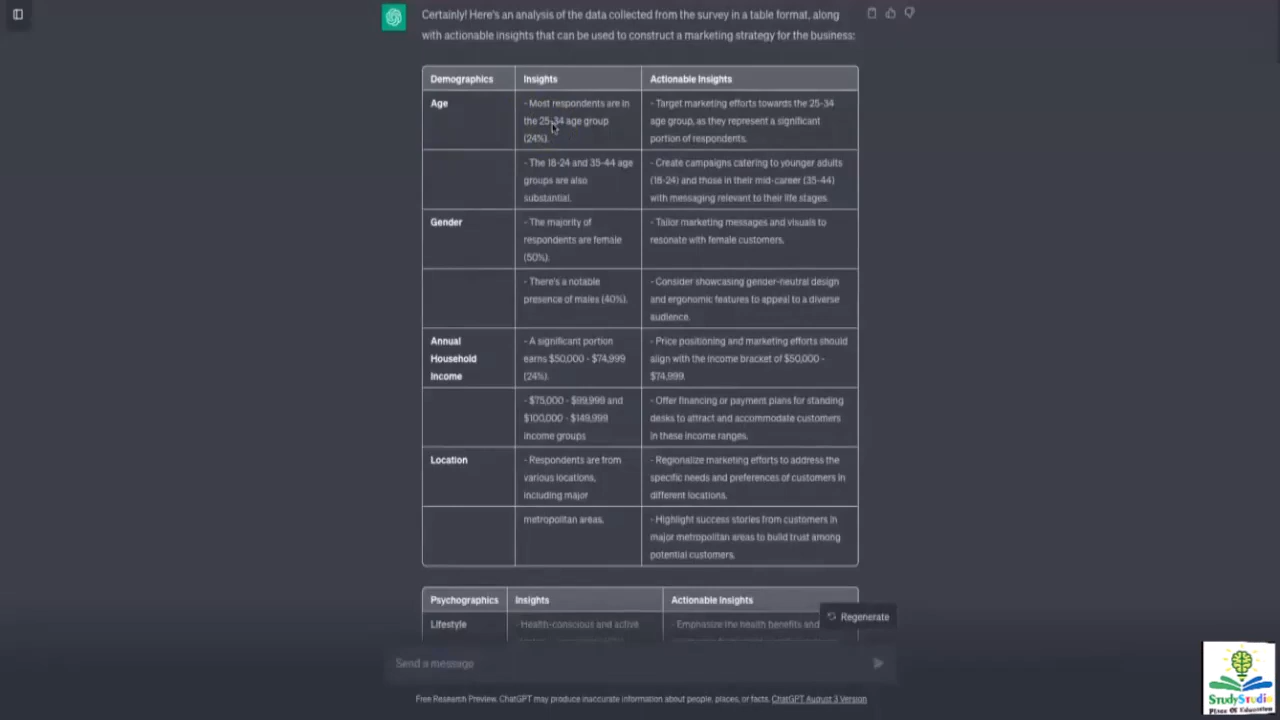 Certainly! Here's an analysis of the data collected from the survey in a table format, along
with actionable insights that can be used to construct a marketing strategy for the business:
Demographics Insights Actionable Insights
Age - Most respondents are in the 25-34 age group (24%). - Target marketing efforts towards the 25-34 age group, as they represent a significant portion of respondents.
- The 18-24 and 35-44 age groups are also substantial. - Create campaigns catering to younger adults (18-24) and those in their mid-career (35-44) with messaging relevant to their life stages.
Gender - The majority of respondents are female (50%). - Tailor marketing messages and visuals to resonate with female customers.
- There's a notable presence of males (40%). - Consider showcasing gender-neutral design and ergonomic features to appeal to a diverse audience.
Annual Household Income - A significant portion earns $50,000 - $74,999 (24%). - Price positioning and marketing efforts should align with the income bracket of $50,000 - $74,999.
- $75,000 - $99,999 and $100,000 - $149,999 income groups - Offer financing or payment plans for standing desks to attract and accommodate customers in these income ranges.
Location - Respondents are from various locations, including major - Regionalize marketing efforts to address the specific needs and preferences of customers in different locations.
metropolitan areas. - Highlight success stories from customers in major metropolitan areas to build trust among potential customers.
Psychographics Insights Actionable Insights
Regenerate
Lifestyle - Health-conscious and active - Emphasize the health benefits and
Send a message
Free Research Preview. ChatGPT may produce inaccurate information about people, places, or facts. ChatGPT August 3 Version
StudyStudio
Place Of Education